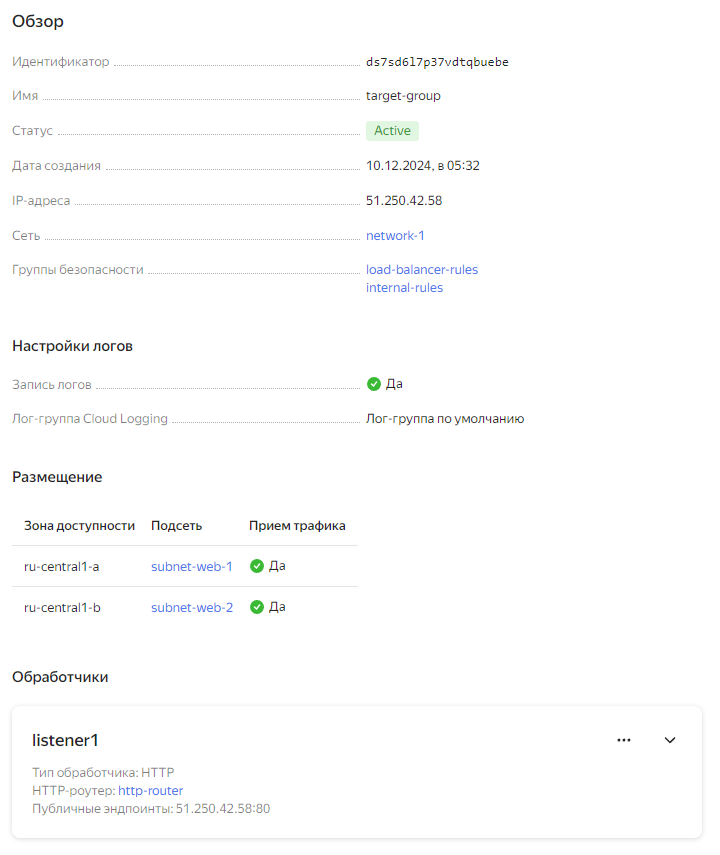 Обзор
Идентификатор ds7sd6l7p37vdtqbuebe
Имя target-group
Статус Active
Дата создания 10.12.2024, в 05:32
IP-адреса 51.250.42.58
Сеть network-1
Группы безопасности load-balancer-rules
internal-rules
Настройки логов
Запись логов Да
Лог-группа Cloud Logging Лог-группа по умолчанию
Размещение
Зона доступности Подсеть Прием трафика
ru-central1-a subnet-web-1 Да
ru-central1-b subnet-web-2 Да
Обработчики
listener1
Тип обработчика: HTTP
HTTP-роутер: http-router
Публичные эндпоинты: 51.250.42.58:80